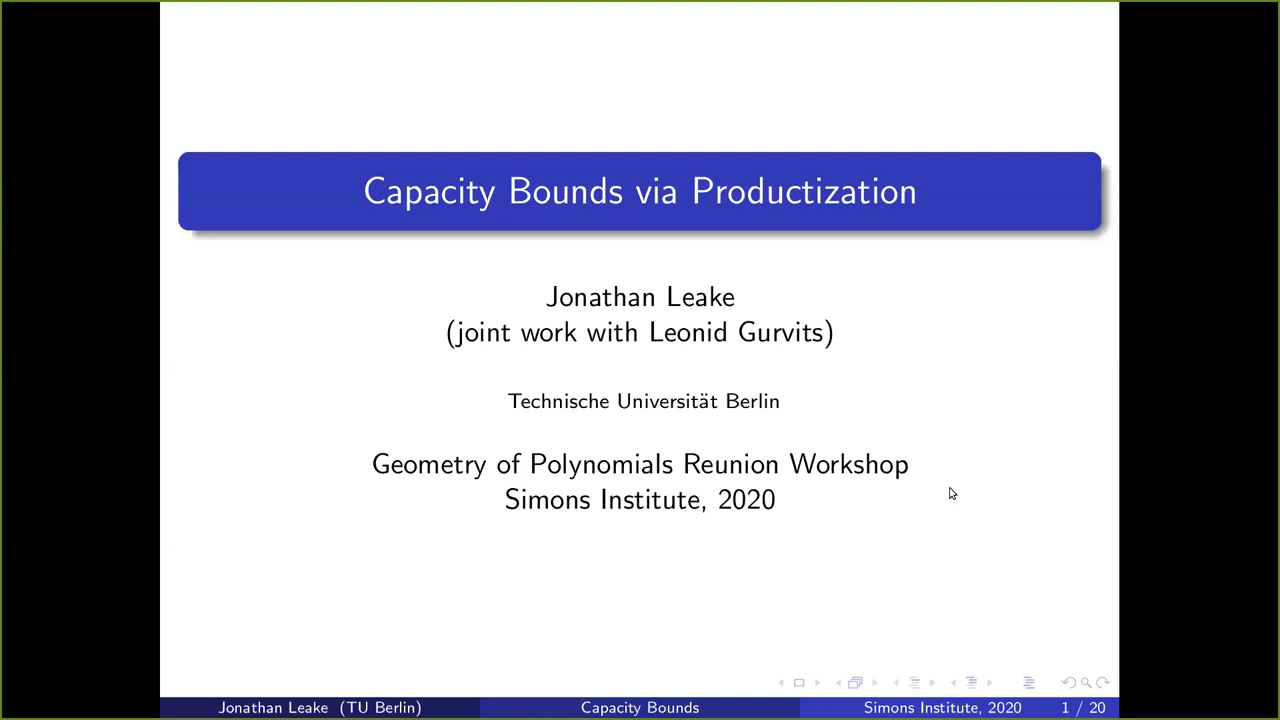 Capacity Bounds via Productization
Jonathan Leake
(joint work with Leonid Gurvits)
Technische Universität Berlin
Geometry of Polynomials Reunion Workshop
Simons Institute, 2020
Jonathan Leake (TU Berlin)
Capacity Bounds
Simons Institute, 2020
1 / 20